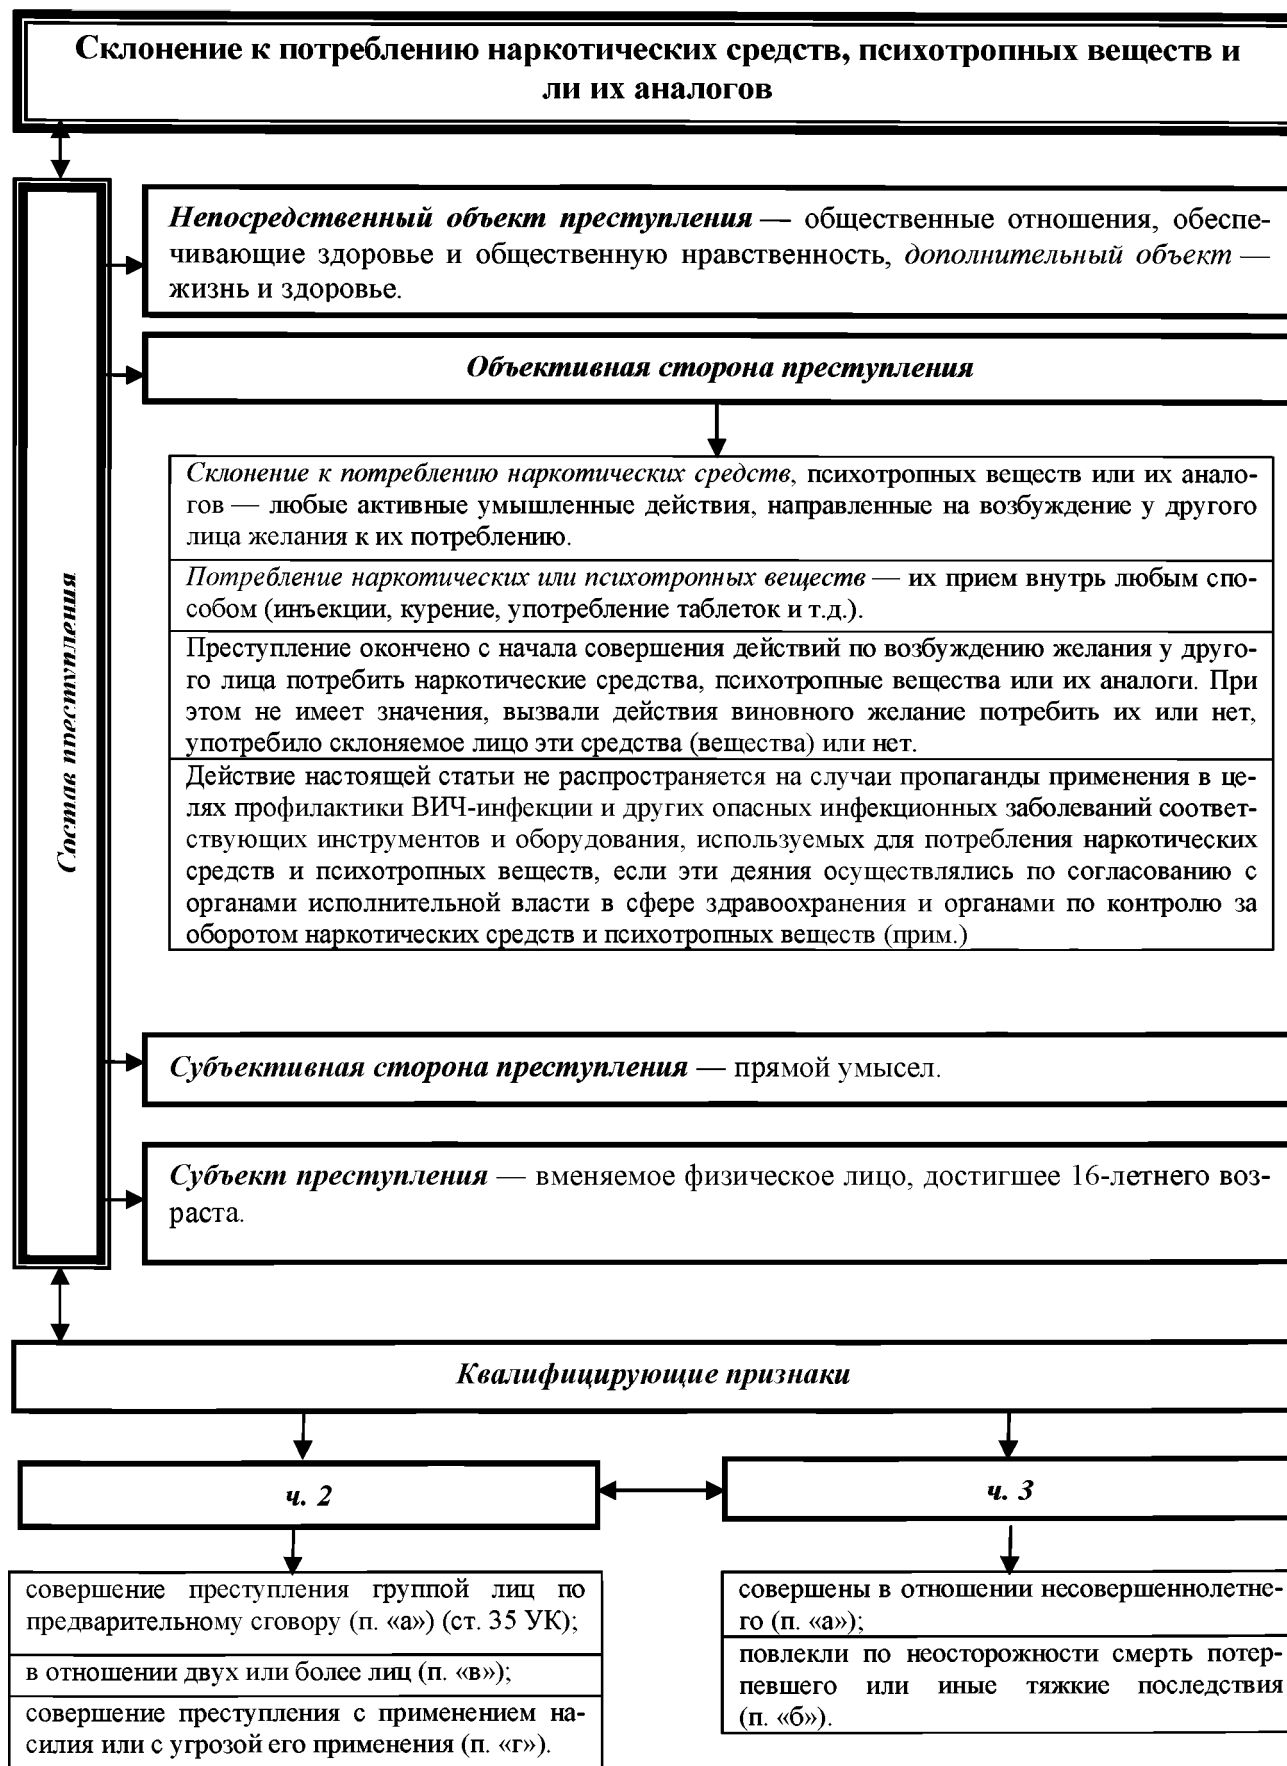 Склонение к потреблению наркотических средств, психотропных веществ и
ли их аналогов
Состав преступления
Непосредственный объект преступления — общественные отношения, обеспе-
чивающие здоровье и общественную нравственность, дополнительный объект —
жизнь и здоровье.
Объективная сторона преступления
Склонение к потреблению наркотических средств, психотропных веществ или их анало-
гов — любые активные умышленные действия, направленные на возбуждение у другого
лица желания к их потреблению.
Потребление наркотических или психотропных веществ — их прием внутрь любым спо-
собом (инъекции, курение, употребление таблеток и т.д.).
Преступление окончено с начала совершения действий по возбуждению желания у друго-
го лица потребить наркотические средства, психотропные вещества или их аналоги. При
этом не имеет значения, вызвали действия виновного желание потребить их или нет,
употребило склоняемое лицо эти средства (вещества) или нет.
Действие настоящей статьи не распространяется на случаи пропаганды применения в це-
лях профилактики ВИЧ-инфекции и других опасных инфекционных заболеваний соответ-
ствующих инструментов и оборудования, используемых для потребления наркотических
средств и психотропных веществ, если эти деяния осуществлялись по согласованию с
органами исполнительной власти в сфере здравоохранения и органами по контролю за
оборотом наркотических средств и психотропных веществ (прим.)
Субъективная сторона преступления — прямой умысел.
Субъект преступления — вменяемое физическое лицо, достигшее 16-летнего воз-
раста.
Квалифицирующие признаки
ч. 2
совершение преступления группой лиц по
предварительному сговору (п. «а») (ст. 35 УК);
в отношении двух или более лиц (п. «в»);
совершение преступления с применением на-
силия или с угрозой его применения (п. «г»).
ч. 3
совершены в отношении несовершеннолетне-
го (п. «а»);
повлекли по неосторожности смерть потер-
певшего или иные тяжкие последствия
(п. «б»).